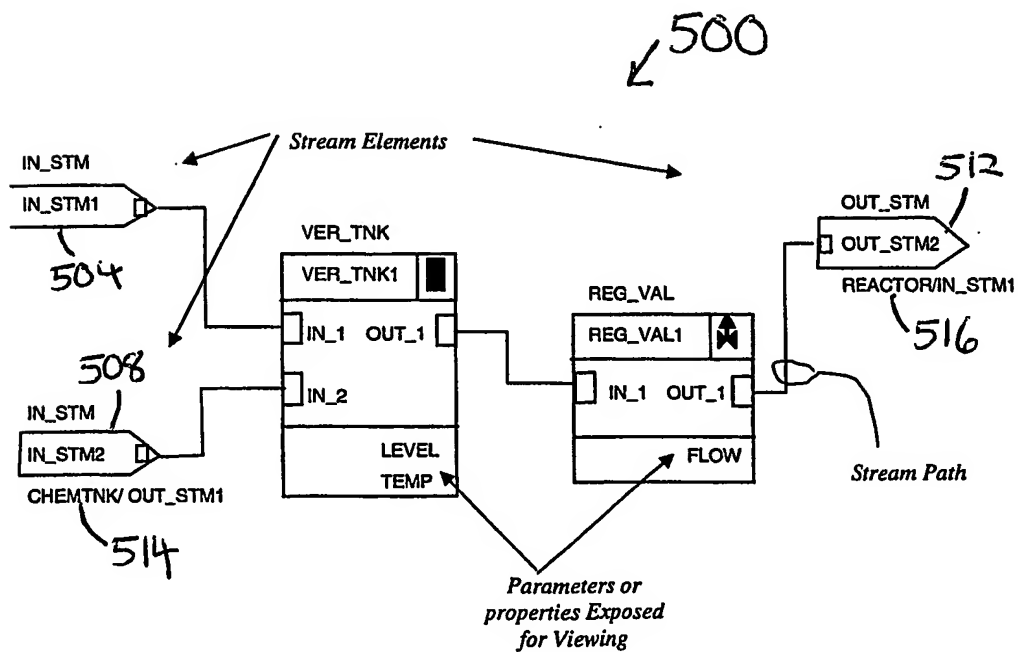 500
Stream Elements
IN_STM
IN_STM1
504
512
OUT_STM
OUT_STM2
REACTOR/IN_STM1
516
VER_TNK
VER_TNK1
IN_1 OUT_1
IN_2
LEVEL
TEMP
REG_VAL
REG_VAL1
IN_1 OUT_1
FLOW
508
IN_STM
IN_STM2
CHEMTNK/ OUT_STM1
514
Stream Path
Parameters or
properties Exposed
for Viewing